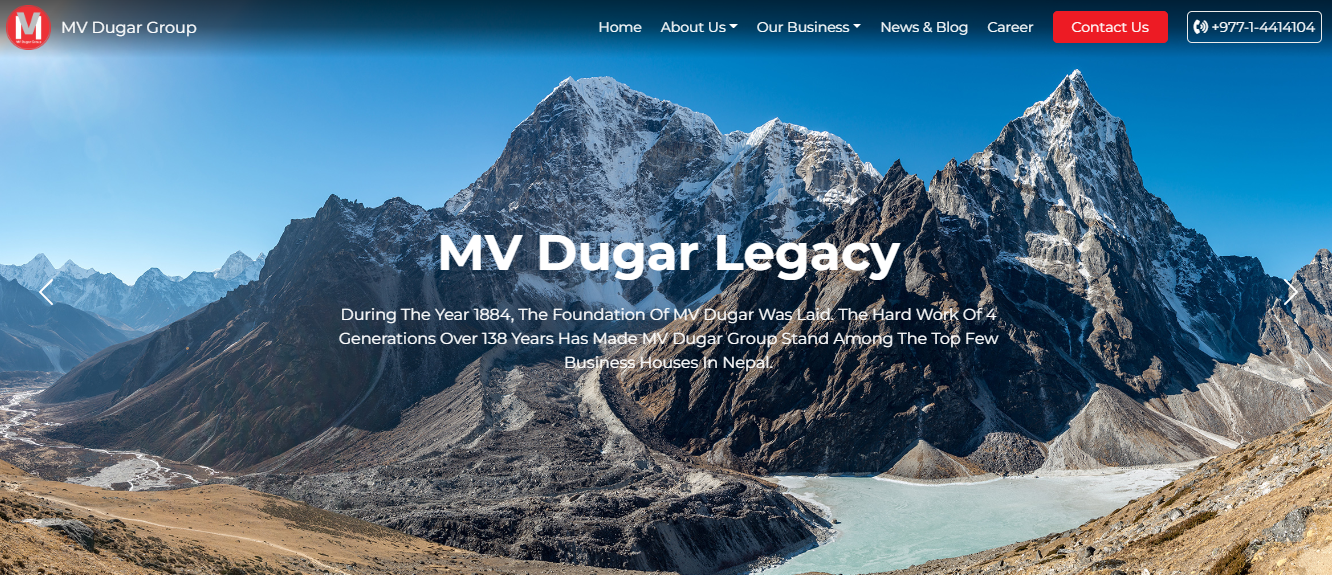 MV Dugar Group
Home About Us Our Business News & Blog Career Contact Us +977-1-4414104
MV Dugar Legacy
During The Year 1884, The Foundation Of MV Dugar Was Laid. The Hard Work Of 4
Generations Over 138 Years Has Made MV Dugar Group Stand Among The Top Few
Business Houses In Nepal.